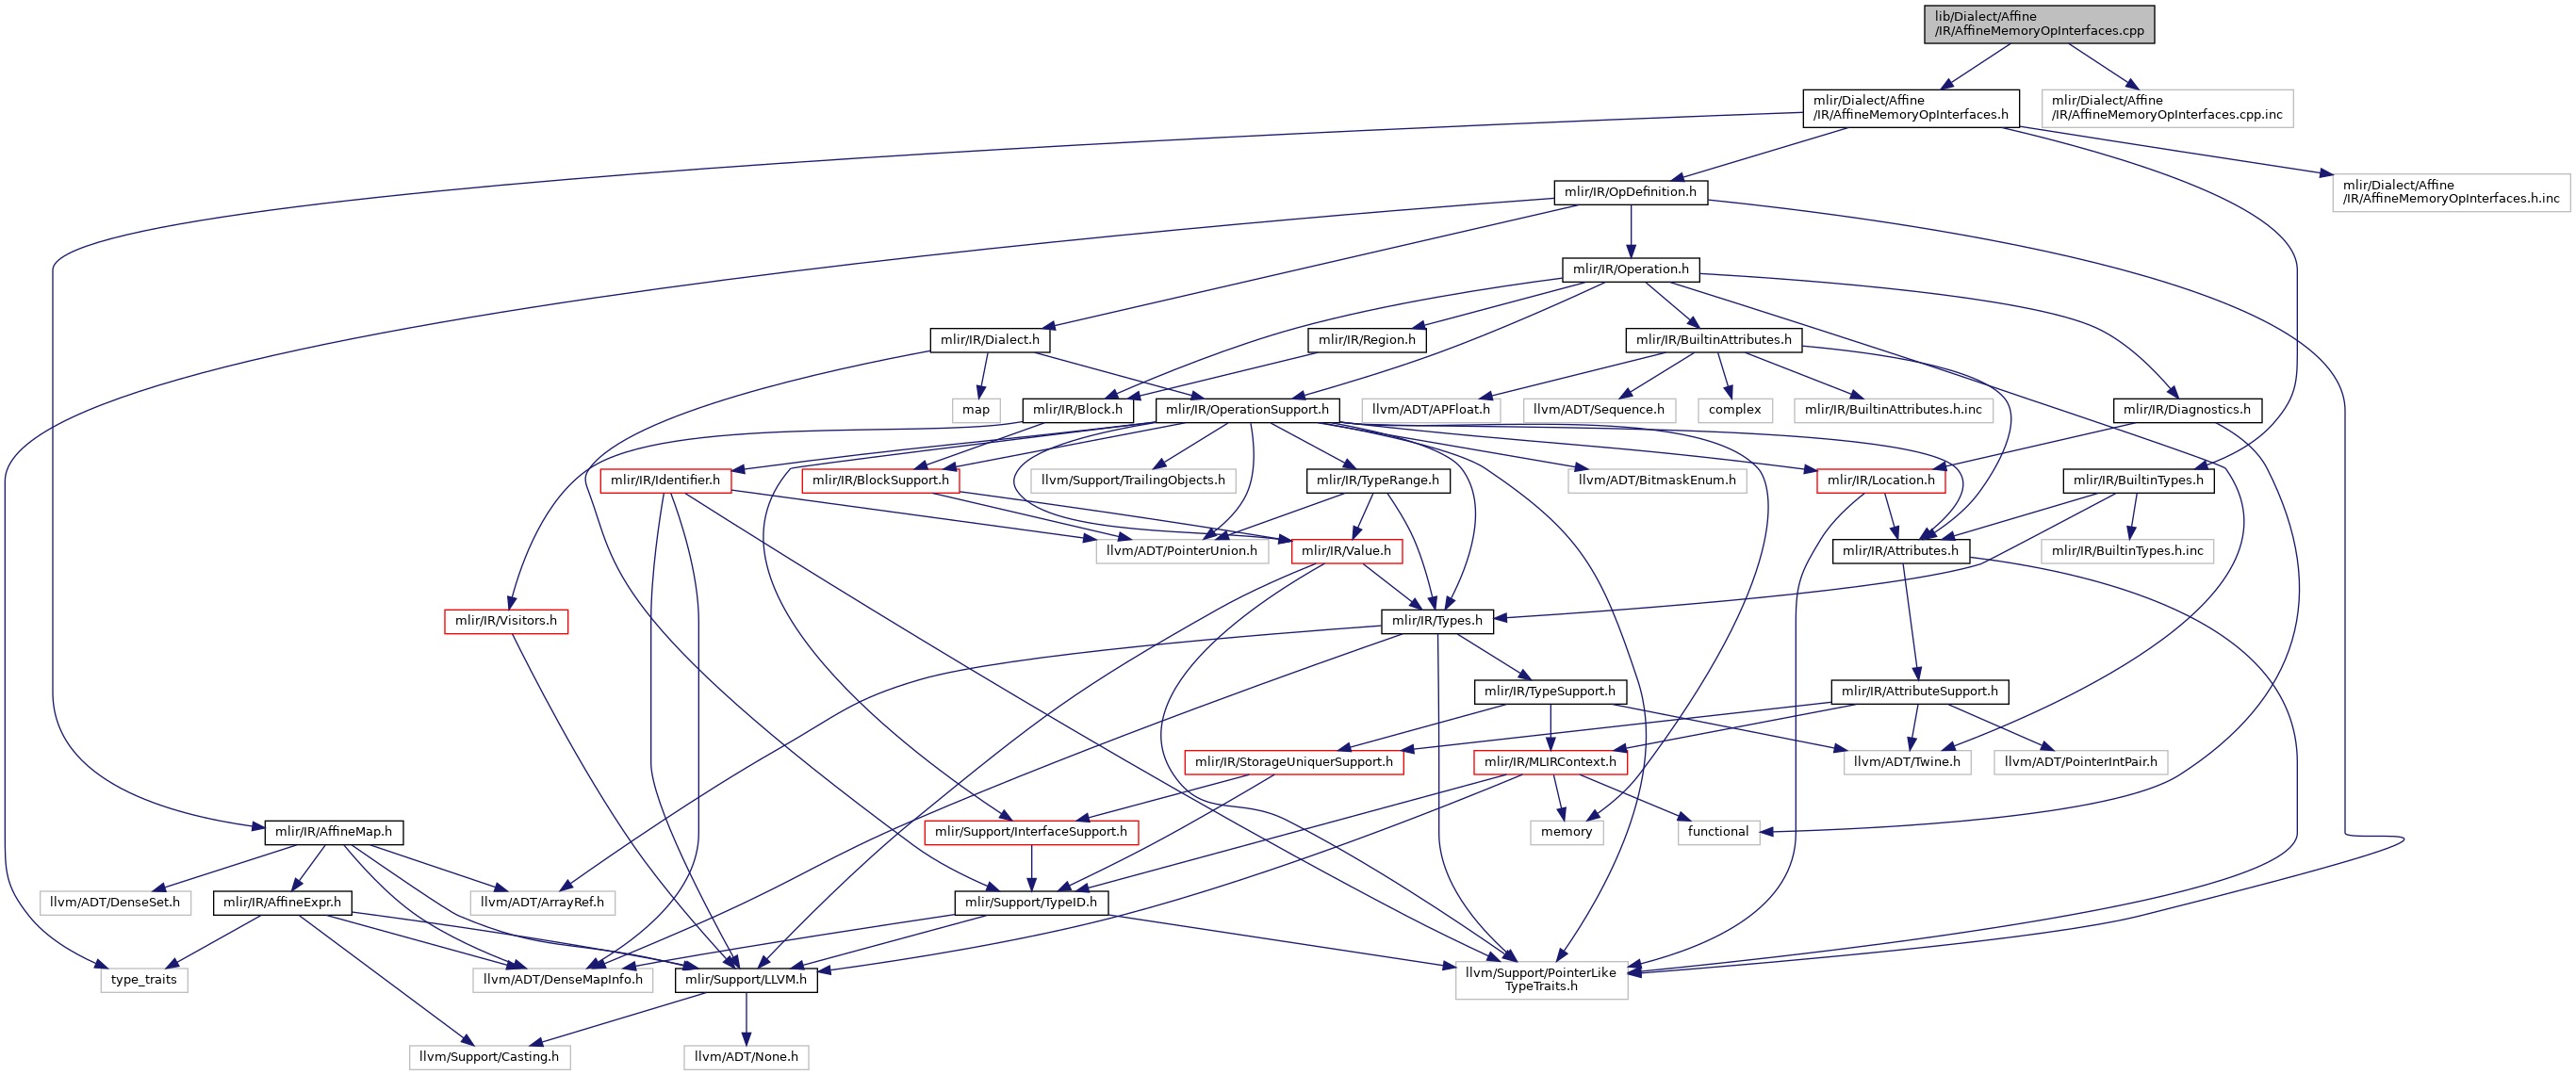 lib/Dialect/Affine
/IR/AffineMemoryOpInterfaces.cpp
mlir/Dialect/Affine
/IR/AffineMemoryOpInterfaces.h
mlir/Dialect/Affine
/IR/AffineMemoryOpInterfaces.cpp.inc
mlir/IR/OpDefinition.h
mlir/Dialect/Affine
/IR/AffineMemoryOpInterfaces.h.inc
mlir/IR/Operation.h
mlir/IR/Dialect.h
mlir/IR/Region.h
mlir/IR/BuiltinAttributes.h
map
mlir/IR/Block.h
mlir/IR/OperationSupport.h
llvm/ADT/APFloat.h
llvm/ADT/Sequence.h
complex
mlir/IR/BuiltinAttributes.h.inc
mlir/IR/Diagnostics.h
mlir/IR/Identifier.h
mlir/IR/BlockSupport.h
llvm/Support/TrailingObjects.h
mlir/IR/TypeRange.h
llvm/ADT/BitmaskEnum.h
mlir/IR/Location.h
mlir/IR/BuiltinTypes.h
llvm/ADT/PointerUnion.h
mlir/IR/Value.h
mlir/IR/Attributes.h
mlir/IR/BuiltinTypes.h.inc
mlir/IR/Visitors.h
mlir/IR/Types.h
mlir/IR/TypeSupport.h
mlir/IR/AttributeSupport.h
mlir/IR/StorageUniquerSupport.h
mlir/IR/MLIRContext.h
llvm/ADT/Twine.h
llvm/ADT/PointerIntPair.h
mlir/IR/AffineMap.h
mlir/Support/InterfaceSupport.h
memory
functional
llvm/ADT/DenseSet.h
mlir/IR/AffineExpr.h
llvm/ADT/ArrayRef.h
mlir/Support/TypeID.h
type_traits
llvm/ADT/DenseMapInfo.h
mlir/Support/LLVM.h
llvm/Support/PointerLike
TypeTraits.h
llvm/Support/Casting.h
llvm/ADT/None.h